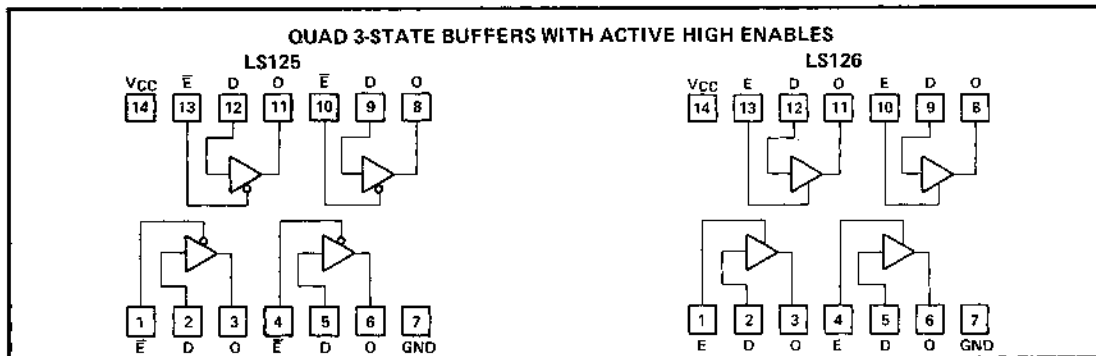 QUAD 3-STATE BUFFERS WITH ACTIVE HIGH ENABLES
LS125
VCC E̅ D O E̅ D O
14 13 12 11 10 9 8
1 2 3 4 5 6 7
E̅ D O E̅ D O GND
LS126
VCC E D O E D O
14 13 12 11 10 9 8
1 2 3 4 5 6 7
E D O E D O GND